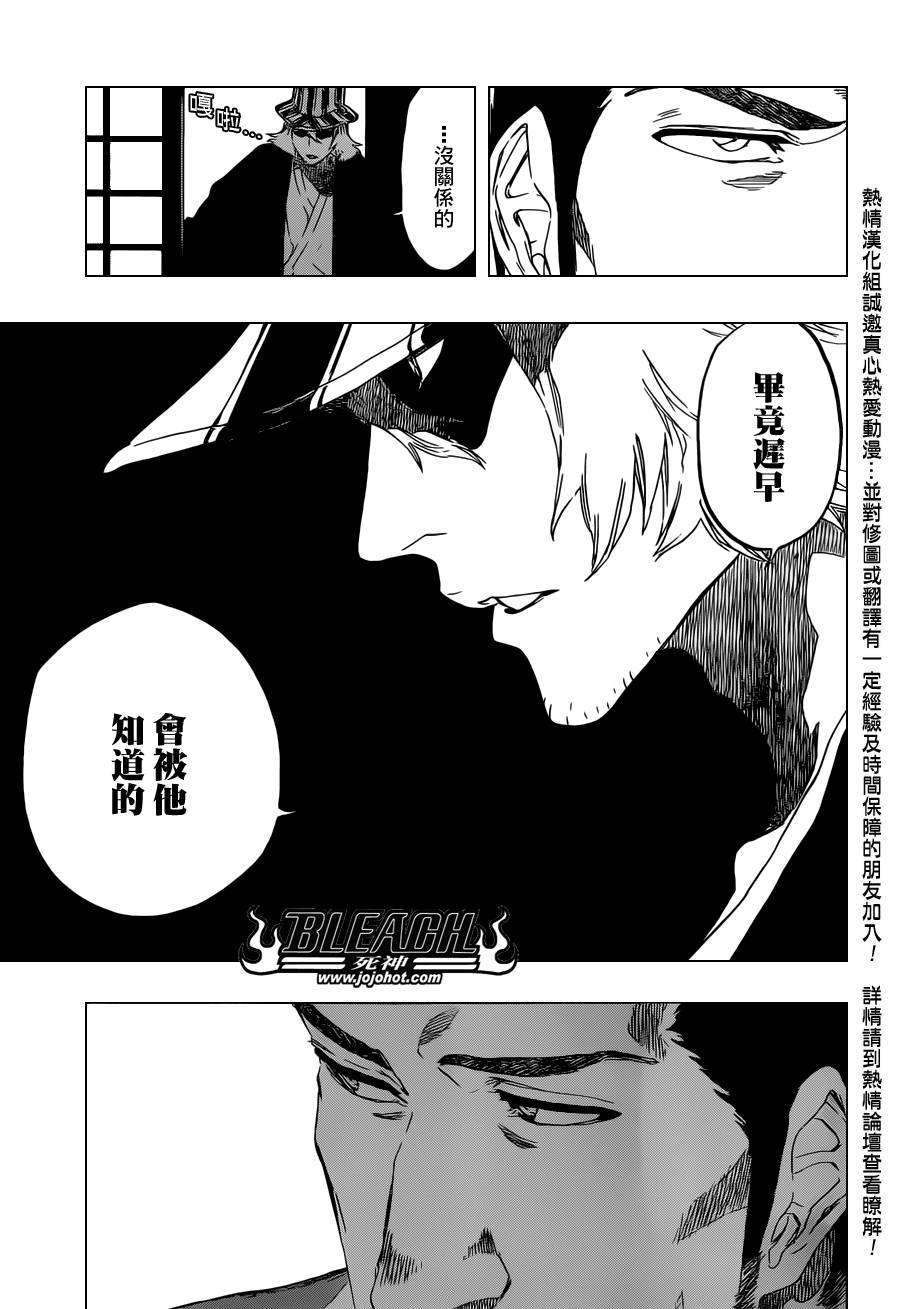 嘎啦…
…沒關係的
畢竟遲早
會被他
知道的
BLEACH
死神
www.jojohot.com
熱情漢化組誠邀真心熱愛動漫…並對修圖或翻譯有一定經驗及時間保障的朋友加入！ 詳情請到熱情論壇查看瞭解！